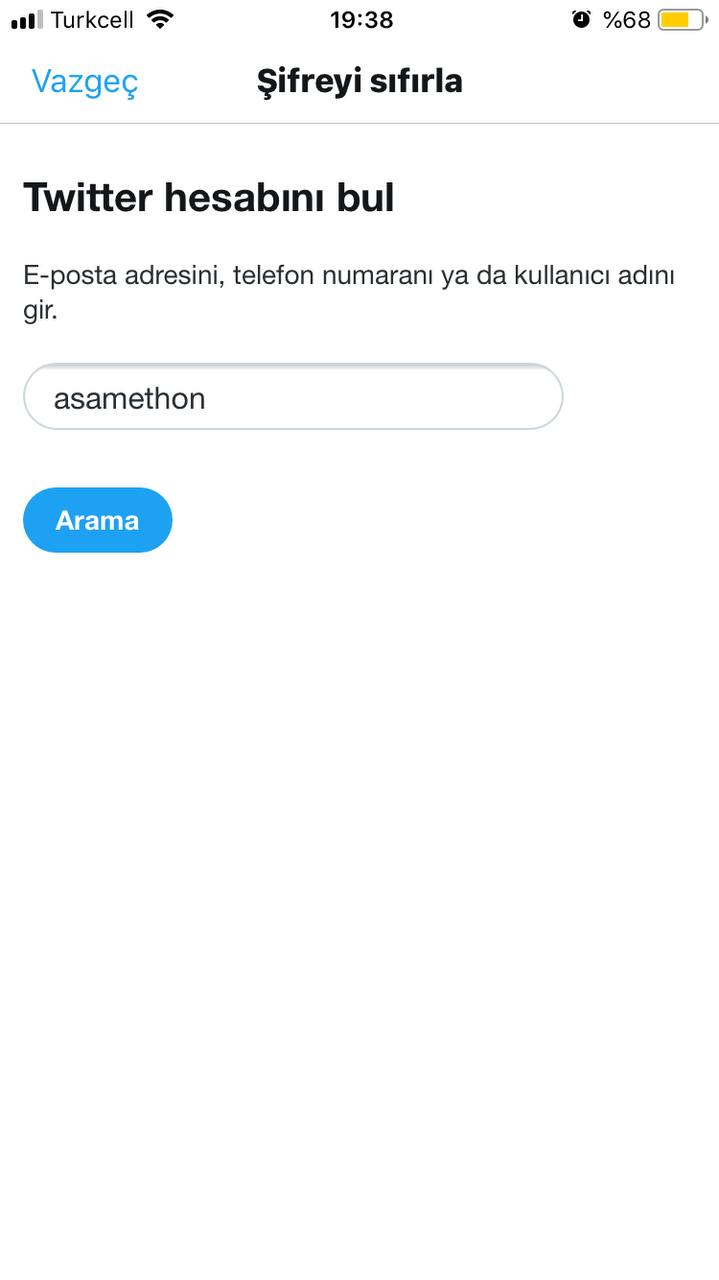 Turkcell 19:38 %68
Vazgeç Şifreyi sıfırla
Twitter hesabını bul
E-posta adresini, telefon numaranı ya da kullanıcı adını
gir.
asamethon
Arama